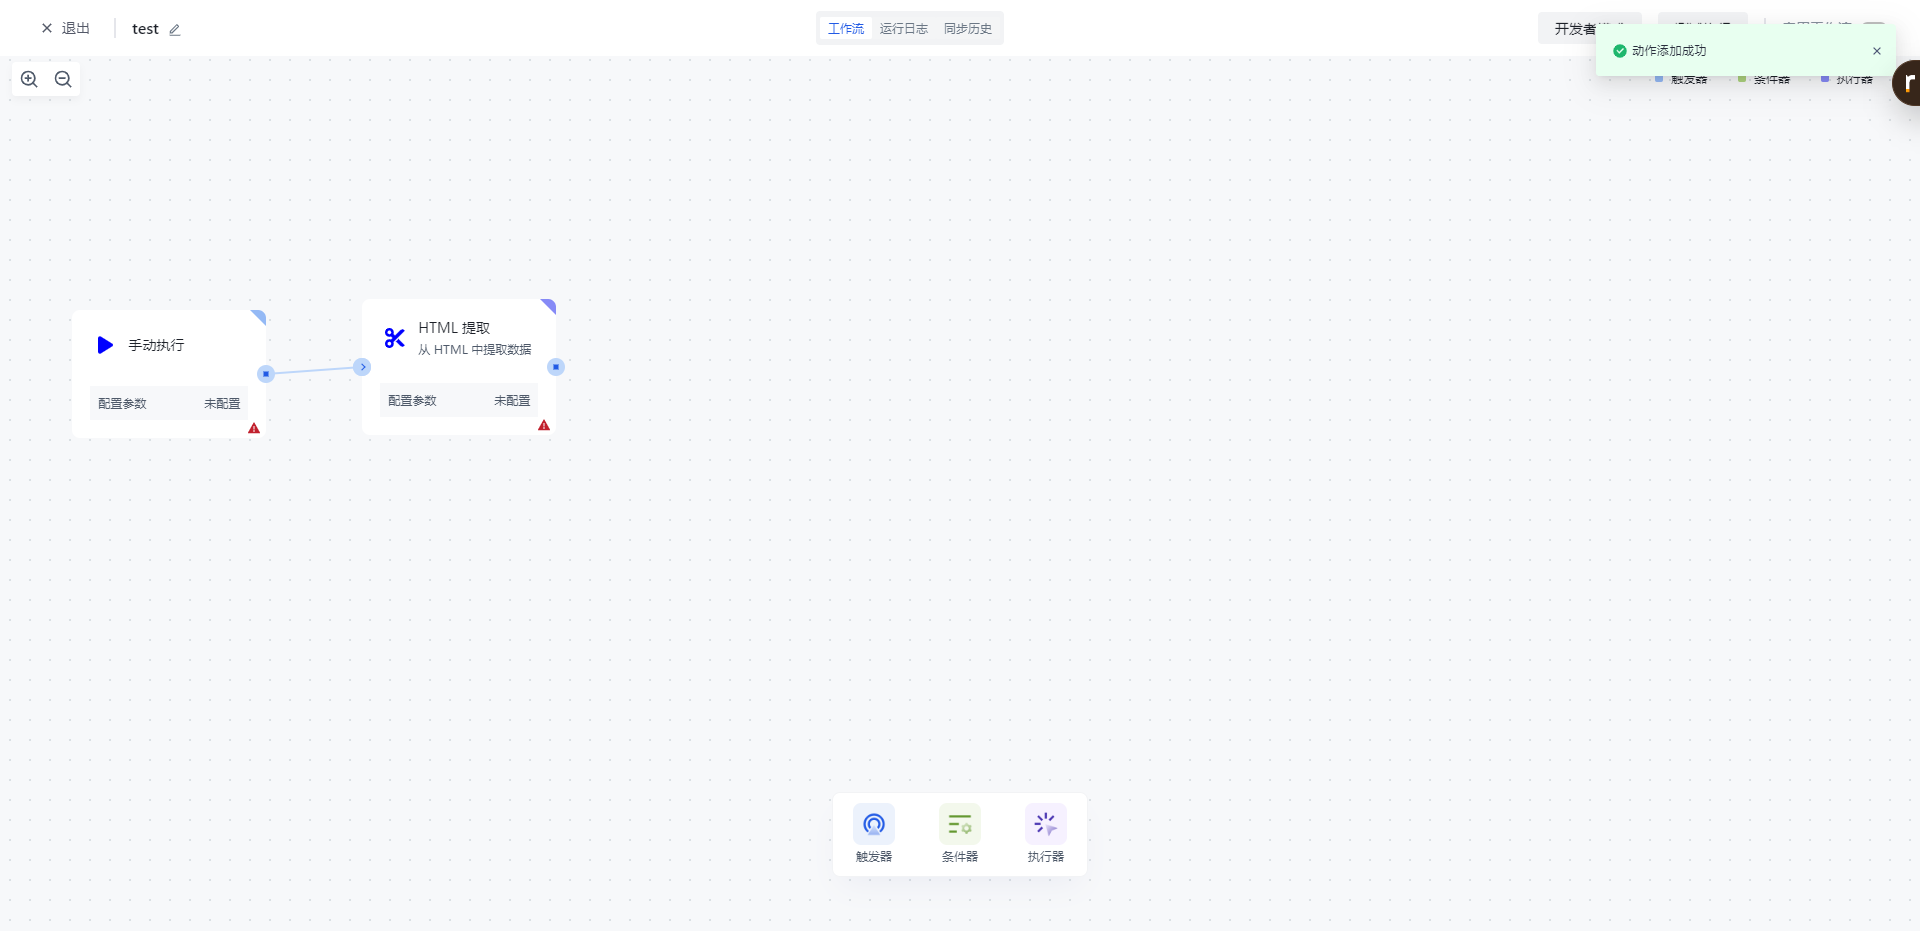 退出
test
工作流 运行日志 同步历史
开发者
动作添加成功
触发器 条件器 执行器
r
手动执行
配置参数 未配置
HTML 提取
从 HTML 中提取数据
配置参数 未配置
触发器 条件器 执行器